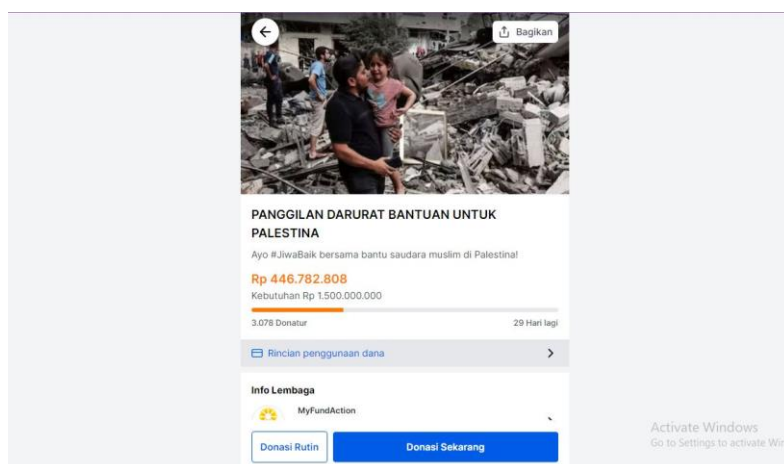 Bagikan
PANGGILAN DARURAT BANTUAN UNTUK
PALESTINA
Ayo #JiwaBaik bersama bantu saudara muslim di Palestina!
Rp 446.782.808
Kebutuhan Rp 1.500.000.000
3.078 Donatur
29 Hari lagi
Rincian penggunaan dana
Info Lembaga
MyFundAction
Donasi Rutin
Donasi Sekarang
Activate Windows
Go to Settings to activate Win